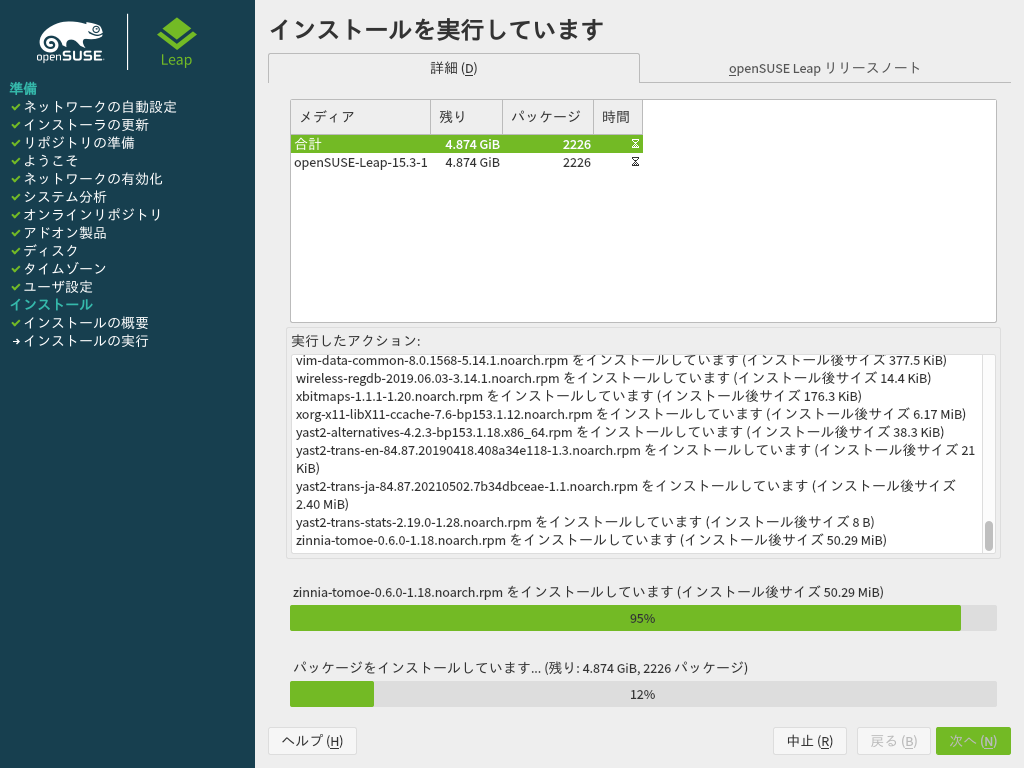 openSUSE
Leap
準備
ネットワークの自動設定
インストーラの更新
リポジトリの準備
ようこそ
ネットワークの有効化
システム分析
オンラインリポジトリ
アドオン製品
ディスク
タイムゾーン
ユーザ設定
インストール
インストールの概要
インストールの実行
インストールを実行しています
詳細 (D)
openSUSE Leap リリースノート
メディア 残り パッケージ 時間
合計 4.874 GiB 2226
openSUSE-Leap-15.3-1 4.874 GiB 2226
実行したアクション:
vim-data-common-8.0.1568-5.14.1.noarch.rpm をインストールしています (インストール後サイズ 377.5 KiB)
wireless-regdb-2019.06.03-3.14.1.noarch.rpm をインストールしています (インストール後サイズ 14.4 KiB)
xbitmaps-1.1.1-1.20.noarch.rpm をインストールしています (インストール後サイズ 176.3 KiB)
xorg-x11-libX11-ccache-7.6-bp153.1.12.noarch.rpm をインストールしています (インストール後サイズ 6.17 MiB)
yast2-alternatives-4.2.3-bp153.1.18.x86_64.rpm をインストールしています (インストール後サイズ 38.3 KiB)
yast2-trans-en-84.87.20190418.408a34e118-1.3.noarch.rpm をインストールしています (インストール後サイズ 21
KiB)
yast2-trans-ja-84.87.20210502.7b34dbceae-1.1.noarch.rpm をインストールしています (インストール後サイズ
2.40 MiB)
yast2-trans-stats-2.19.0-1.28.noarch.rpm をインストールしています (インストール後サイズ 8 B)
zinnia-tomoe-0.6.0-1.18.noarch.rpm をインストールしています (インストール後サイズ 50.29 MiB)
zinnia-tomoe-0.6.0-1.18.noarch.rpm をインストールしています (インストール後サイズ 50.29 MiB)
95%
パッケージをインストールしています... (残り: 4.874 GiB, 2226 パッケージ)
12%
ヘルプ (H)
中止 (R)
戻る (B)
次へ (N)